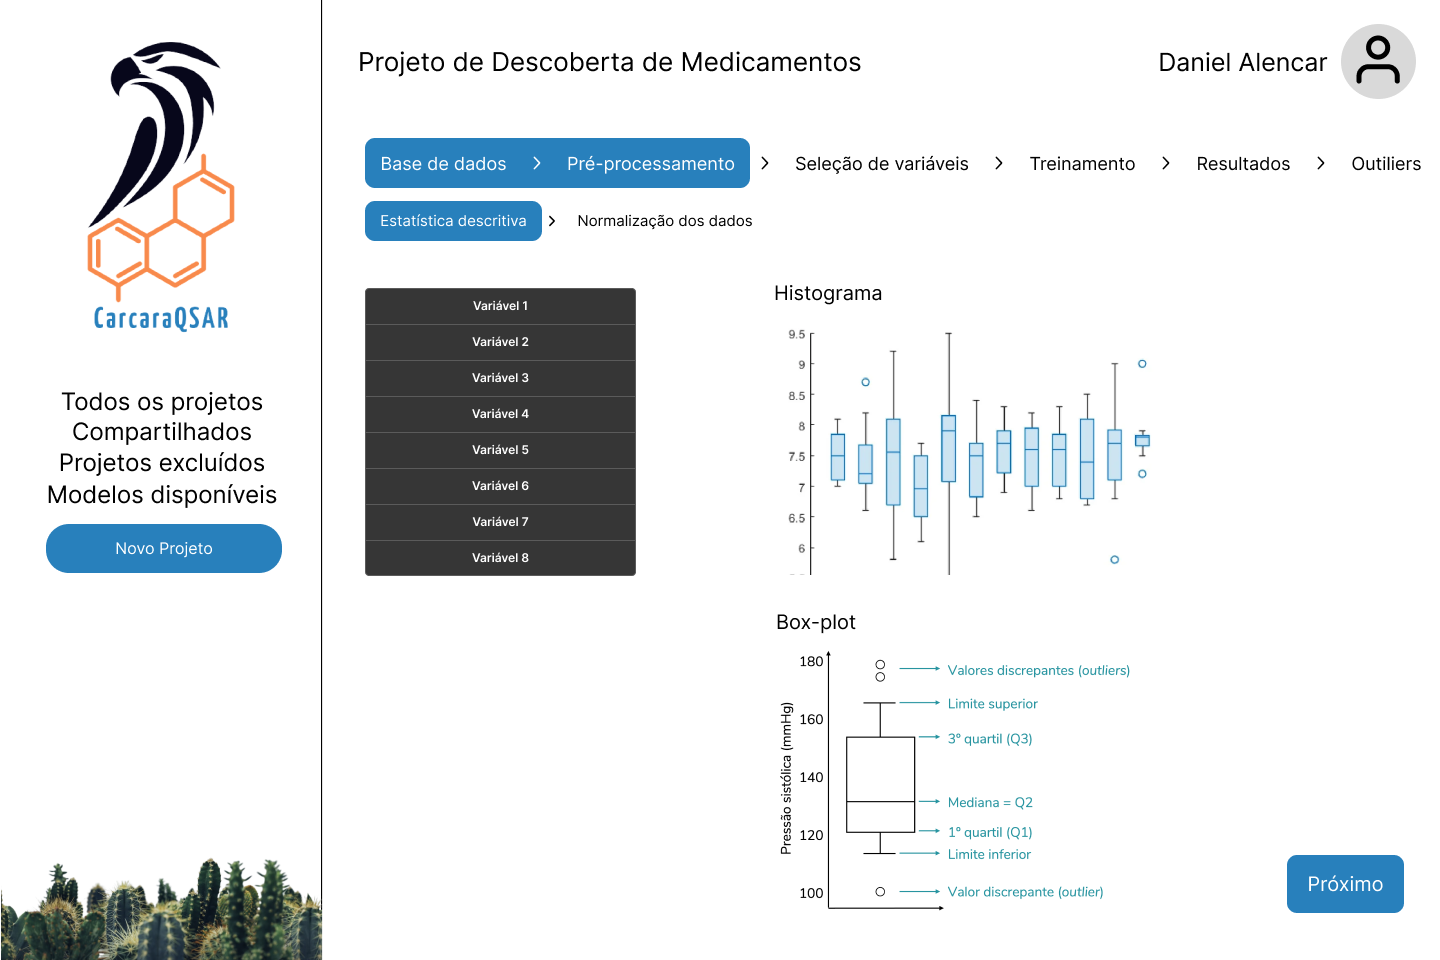 CarcaraQSAR
Todos os projetos
Compartilhados
Projetos excluídos
Modelos disponíveis
Novo Projeto
Projeto de Descoberta de Medicamentos
Daniel Alencar
Base de dados > Pré-processamento > Seleção de variáveis > Treinamento > Resultados > Outiliers
Estatística descritiva > Normalização dos dados
Variável 1
Variável 2
Variável 3
Variável 4
Variável 5
Variável 6
Variável 7
Variável 8
Histograma
9.5
9
8.5
8
7.5
7
6.5
6
Box-plot
Pressão sistólica (mmHg)
180
160
140
120
100
Valores discrepantes (outliers)
Limite superior
3º quartil (Q3)
Mediana = Q2
1º quartil (Q1)
Limite inferior
Valor discrepante (outlier)
Próximo